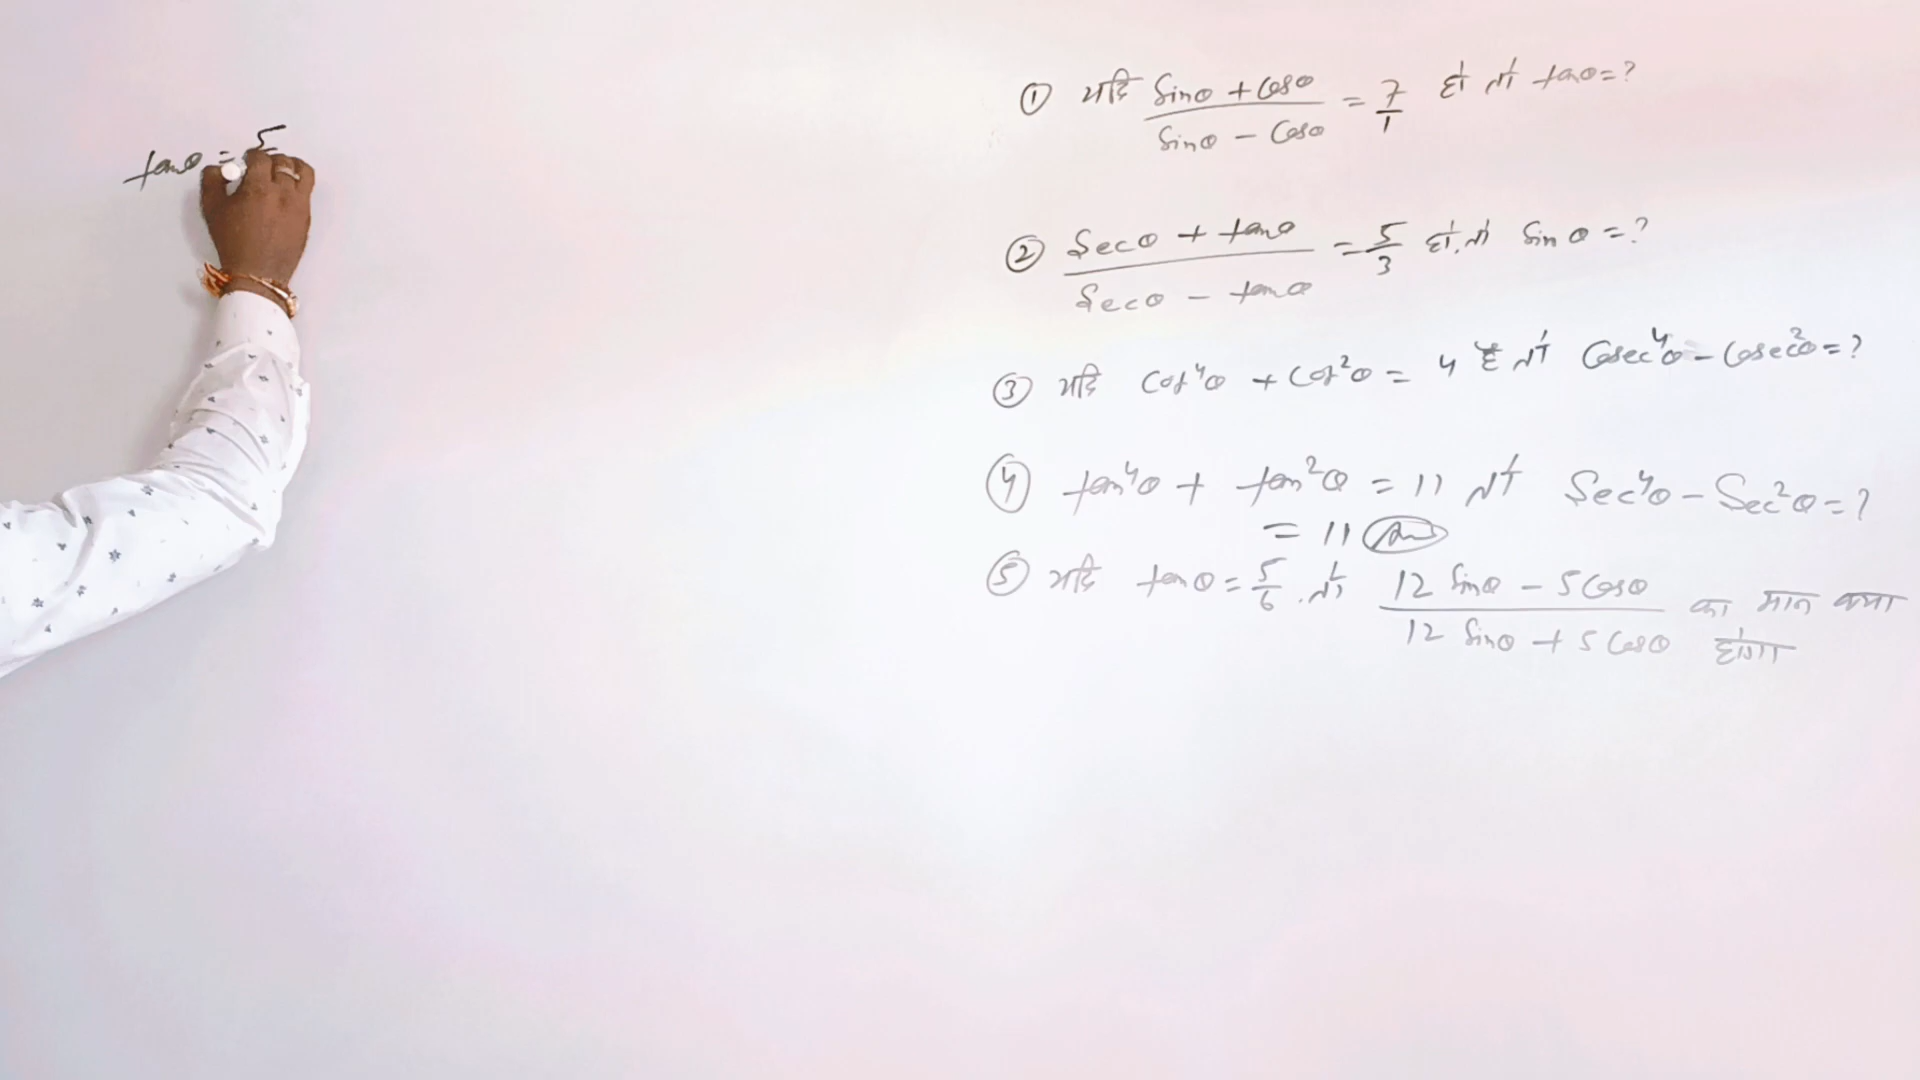 tanθ = 5
① यदि (Sinθ + Cosθ)/(Sinθ - Cosθ) = 7/1 हो तो tanθ = ?
② (Secθ + tanθ)/(Secθ - tanθ) = 5/3 हो तो Sinθ = ?
③ यदि Cot⁴θ + Cot²θ = 4 है तो Cosec⁴θ - Cosec²θ = ?
④ tan⁴θ + tan²θ = 11 तो Sec⁴θ - Sec²θ = ?
= 11 Ans
⑤ यदि tanθ = 5/6 तो (12 Sinθ - 5 Cosθ)/(12 Sinθ + 5 Cosθ) का मान क्या
होगा